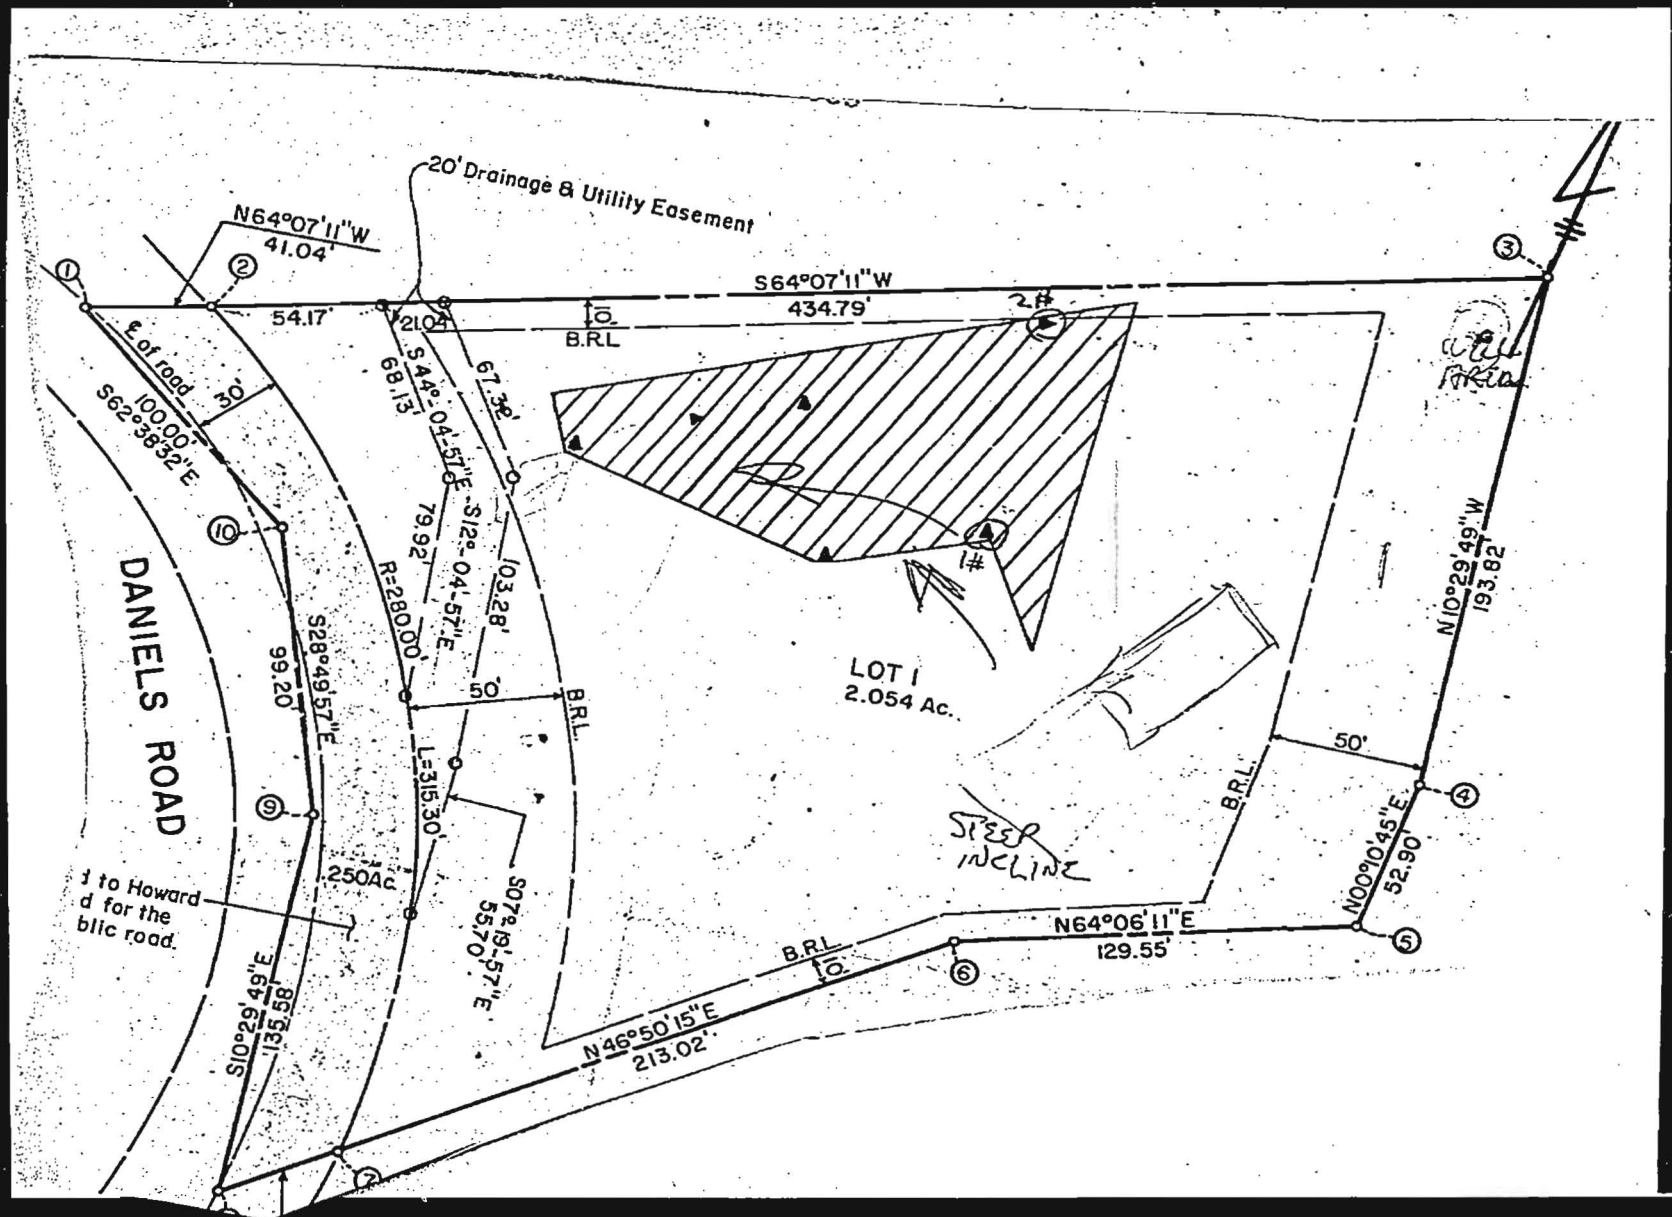 20' Drainage & Utility Easement
N64°07'11"W
41.04'
1
2
3
S64°07'11"W
434.79'
54.17'
21.04'
10'
B.R.L
2#
℄ of road
30'
100.00'
S62°38'32"E
S44°-04'-57"E
68.13'
67.38'
WELL
AREA
10
79.92'
S12°-04'-57"E
103.28'
R=280.00'
1#
N10°29'49"W
193.82'
DANIELS ROAD
S28°49'57"E
99.20'
50'
B.R.L.
LOT 1
2.054 Ac.
L=315.30'
50'
B.R.L.
4
9
STEEP
INCLINE
N00°10'45"E
52.90'
.250Ac.
to Howard
d for the
blic road.
S07°-19'-57"E
55.70'
N64°06'11"E
129.55'
5
B.R.L.
10'
6
S10°29'49"E
135.58'
N46°50'15"E
213.02'
7